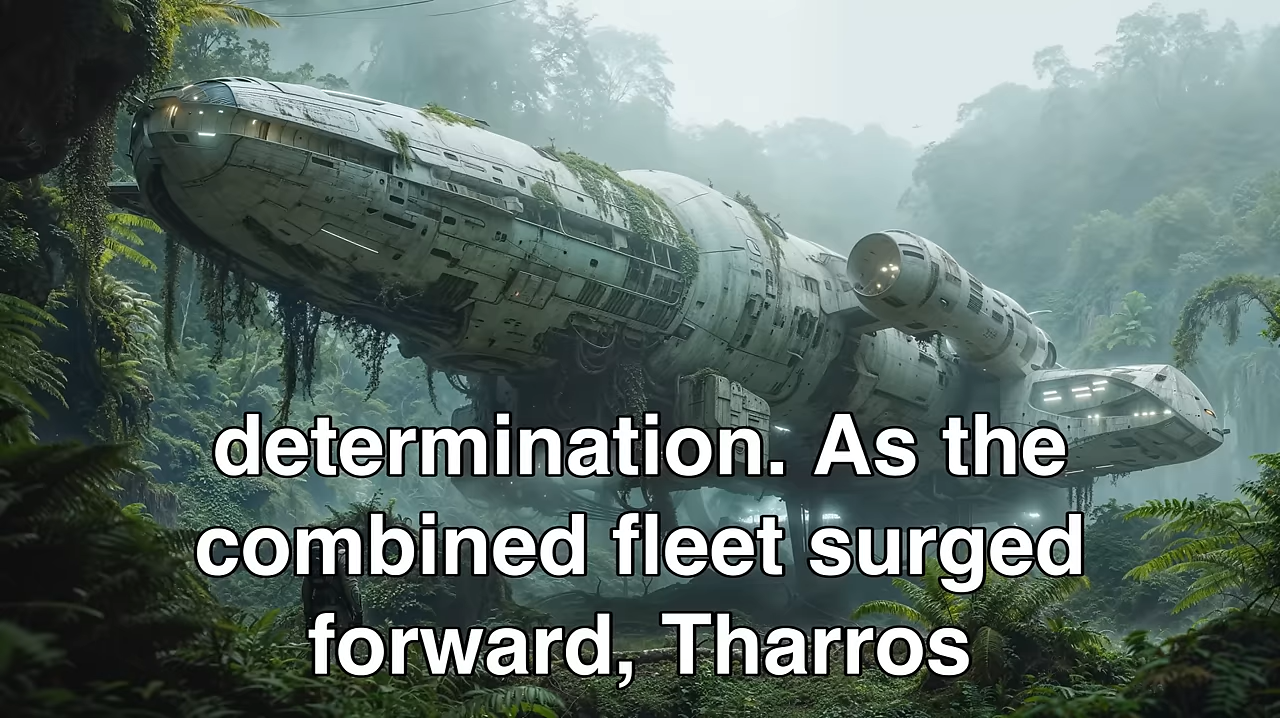 determination. As the
combined fleet surged
forward, Tharros